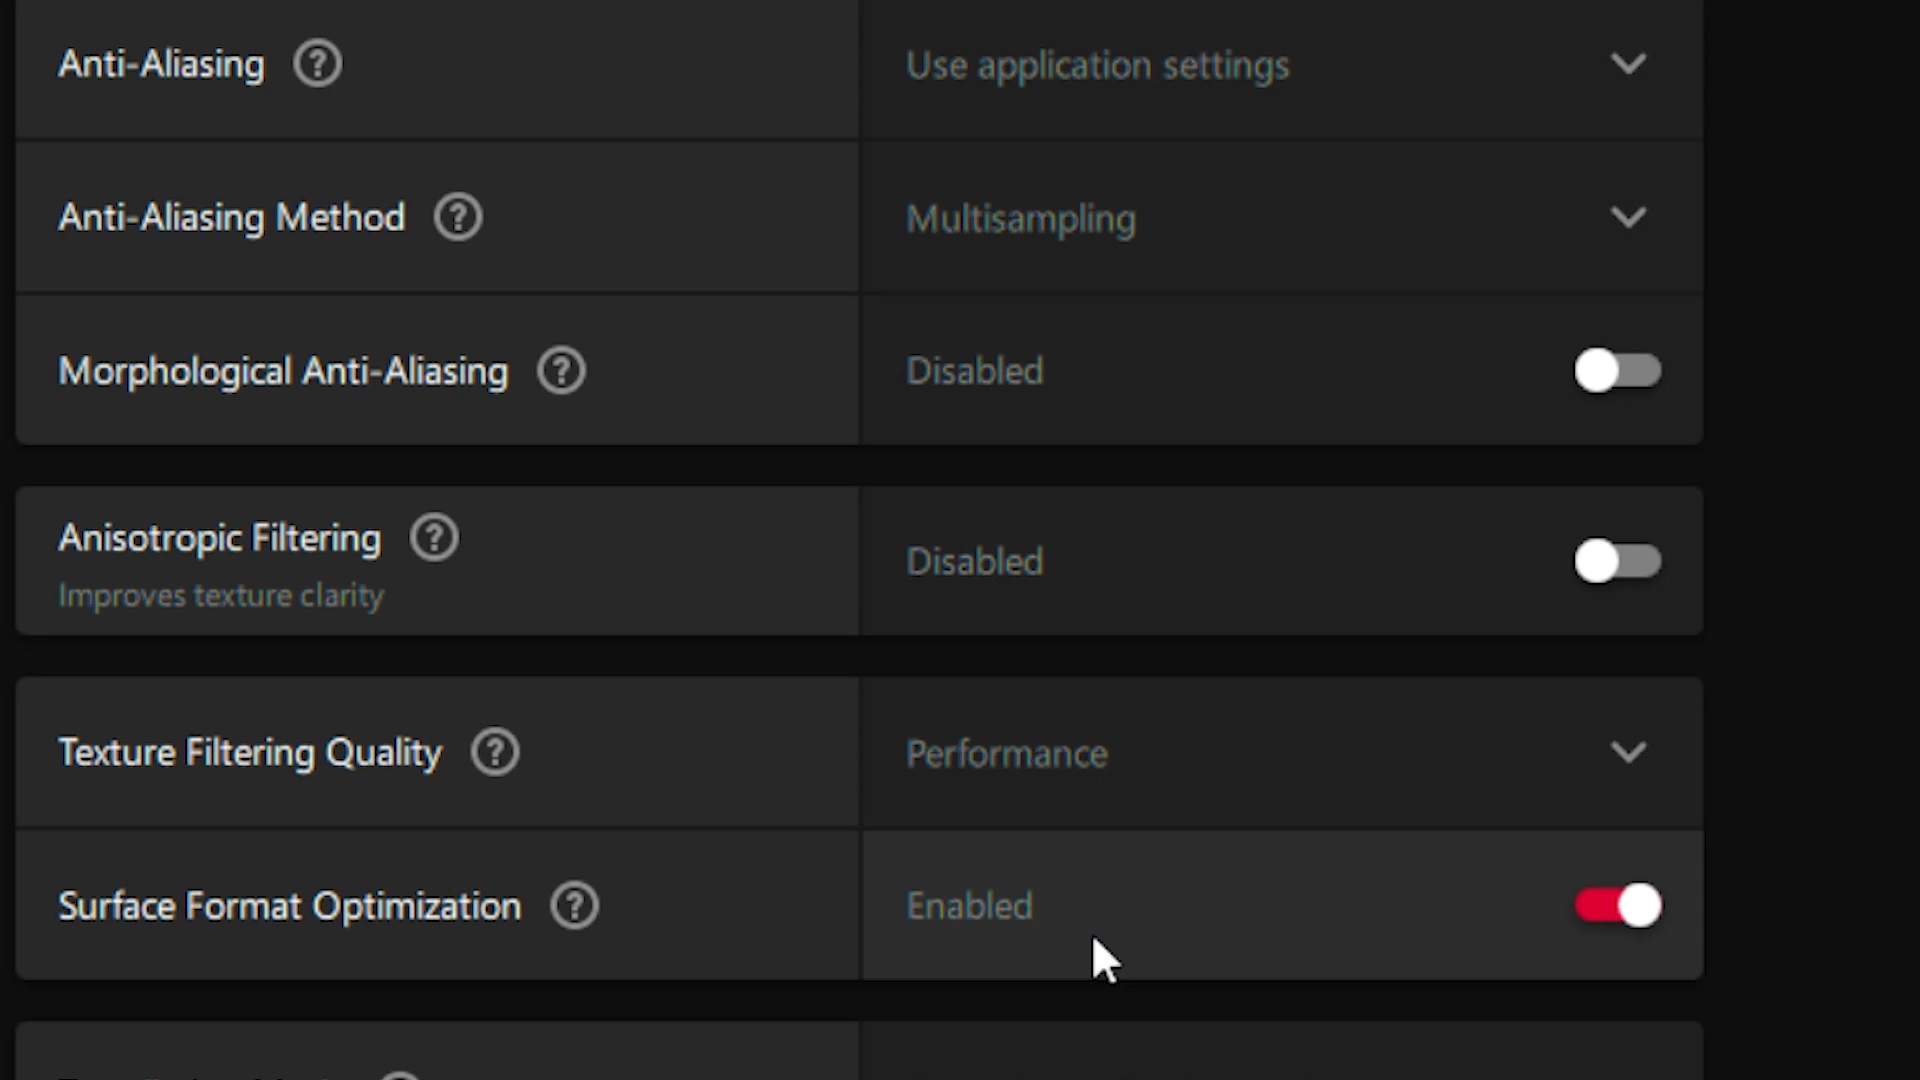 Anti-Aliasing
Use application settings
Anti-Aliasing Method
Multisampling
Morphological Anti-Aliasing
Disabled
Anisotropic Filtering
Improves texture clarity
Disabled
Texture Filtering Quality
Performance
Surface Format Optimization
Enabled